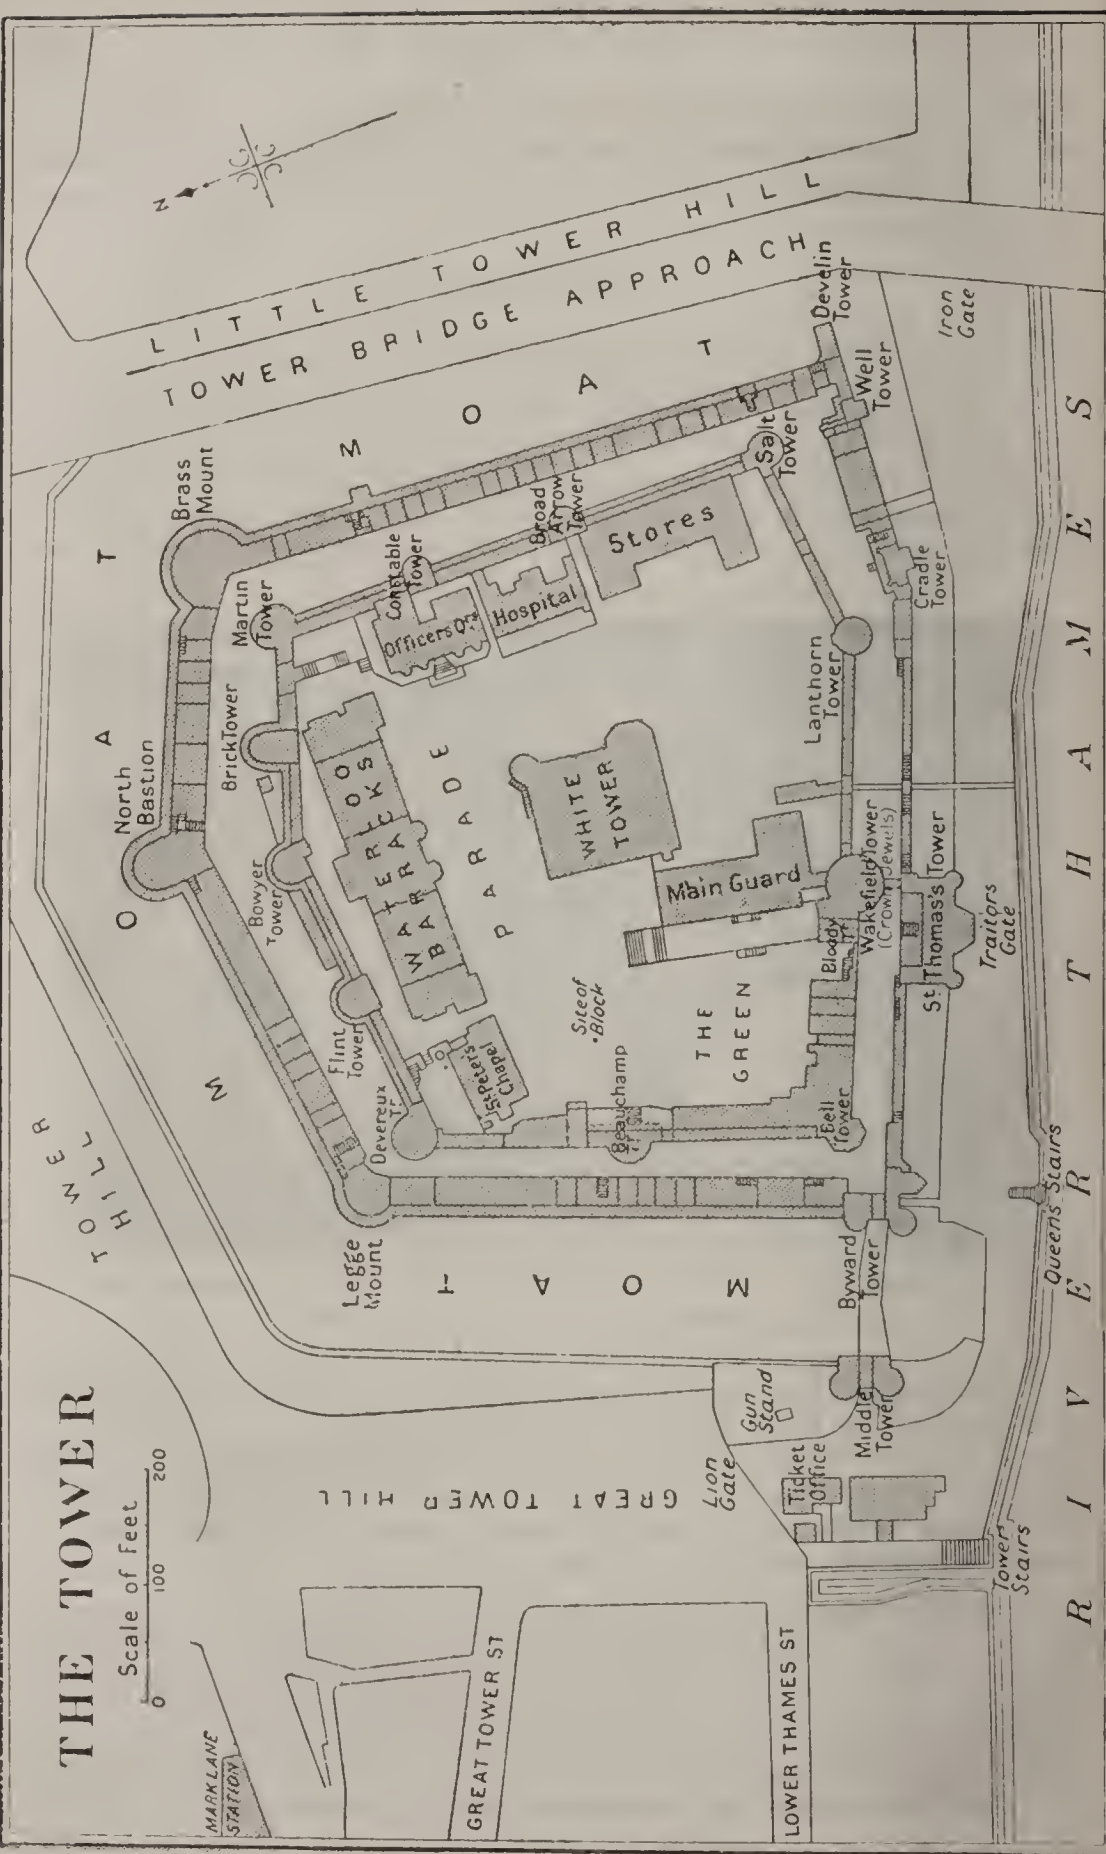 THE TOWER
Scale of Feet
0 100 200
MARK LANE
STATION
TOWER
HILL
GREAT TOWER HILL
GREAT TOWER ST
LOWER THAMES ST
N
LITTLE TOWER HILL
TOWER BRIDGE APPROACH
MOAT
MOAT
MOAT
Legge
Mount
North
Bastion
Brass
Mount
Devereux
Tr.
Flint
Tower
Bowyer
Tower
Brick Tower
Martin
Tower
Constable
Tower
Broad
Arrow
Tower
Salt
Tower
Develin
Tower
Well
Tower
Iron
Gate
Cradle
Tower
Lanthorn
Tower
Officers Qrs
Hospital
Stores
WATERLOO
BARRACKS
PARADE
St Peter's
Chapel
WHITE
TOWER
Main Guard
Site of
Block
THE
GREEN
Beauchamp
Tr.
Bell
Tower
Bloody
Tr.
Wakefield Tower
(Crown Jewels)
St Thomas's Tower
Traitors
Gate
Byward
Tower
Middle
Tower
Gun
Stand
Lion
Gate
Ticket
Office
Tower
Stairs
Queens Stairs
RIVER THAMES